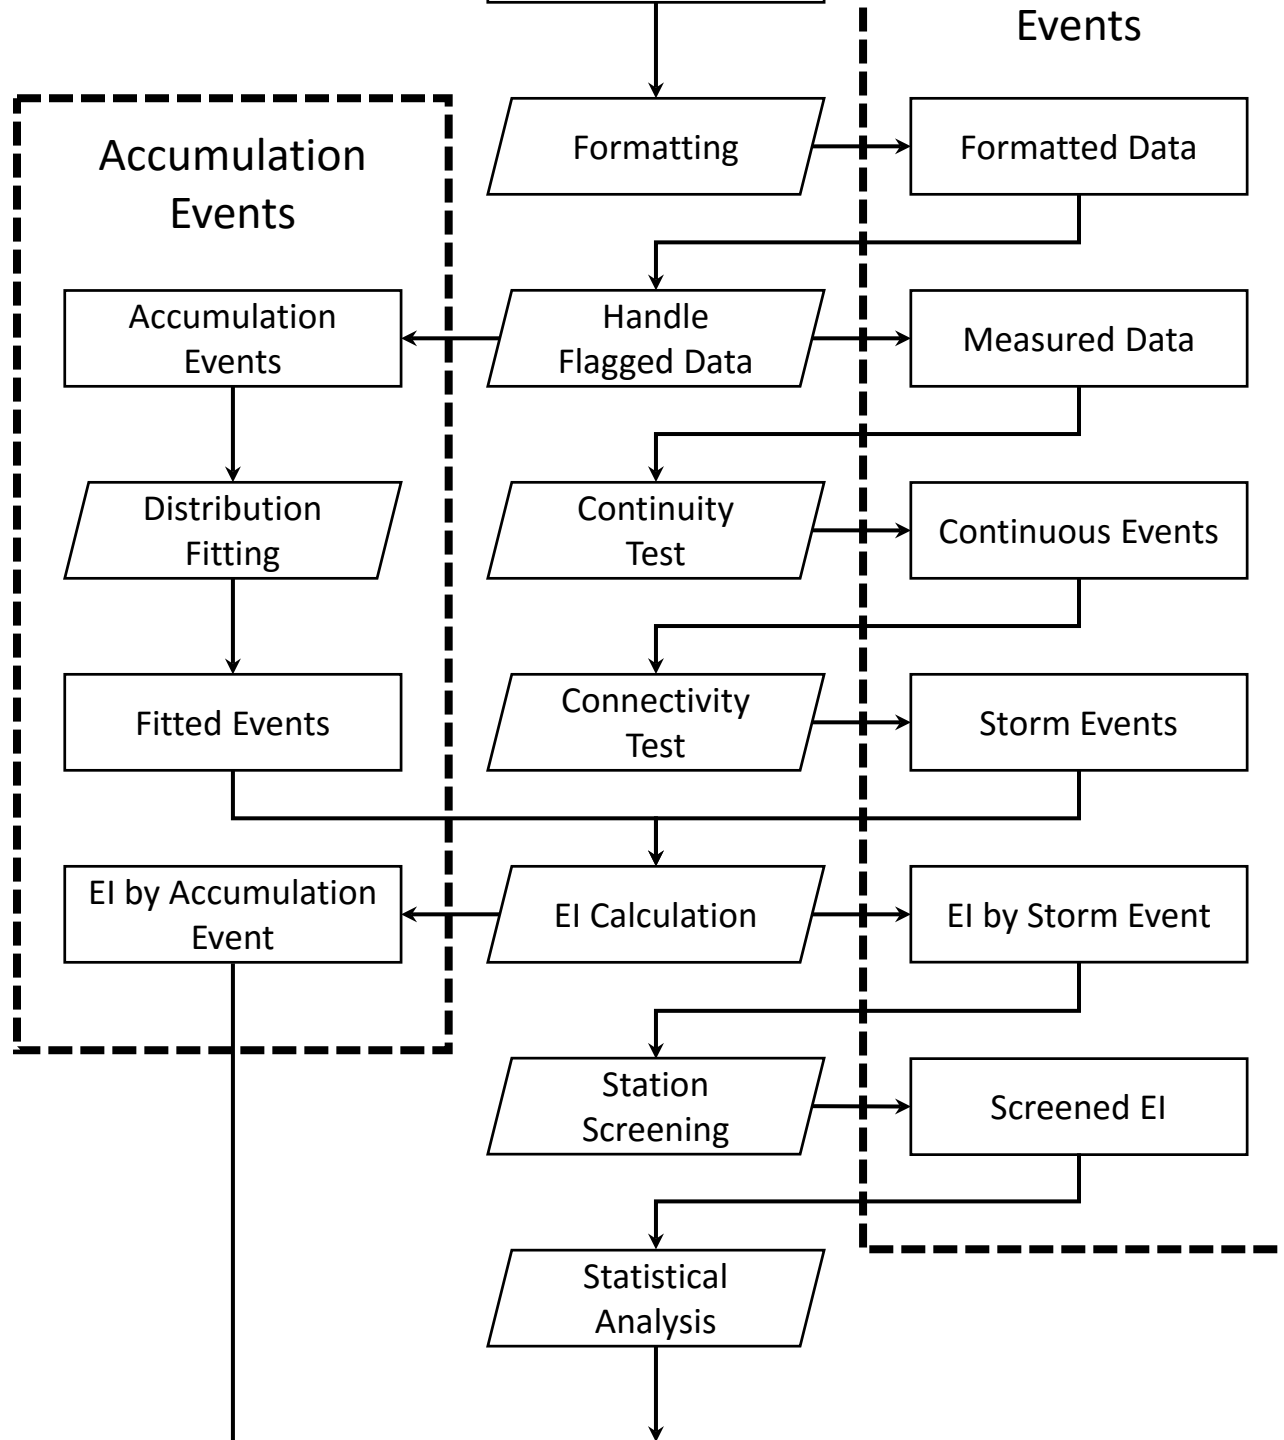 Events
Accumulation
Events
Formatting
Formatted Data
Accumulation
Events
Handle
Flagged Data
Measured Data
Distribution
Fitting
Continuity
Test
Continuous Events
Fitted Events
Connectivity
Test
Storm Events
EI by Accumulation
Event
EI Calculation
EI by Storm Event
Station
Screening
Screened EI
Statistical
Analysis